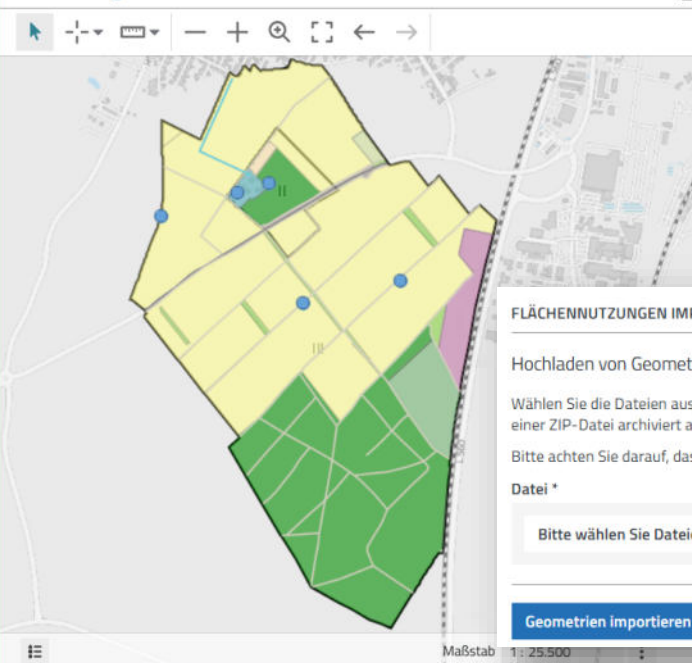 II
III
FLÄCHENNUTZUNGEN IM
Hochladen von Geomet
Wählen Sie die Dateien aus
einer ZIP-Datei archiviert a
Bitte achten Sie darauf, das
Datei *
Bitte wählen Sie Datei
Geometrien importieren
Maßstab 1 : 25.500